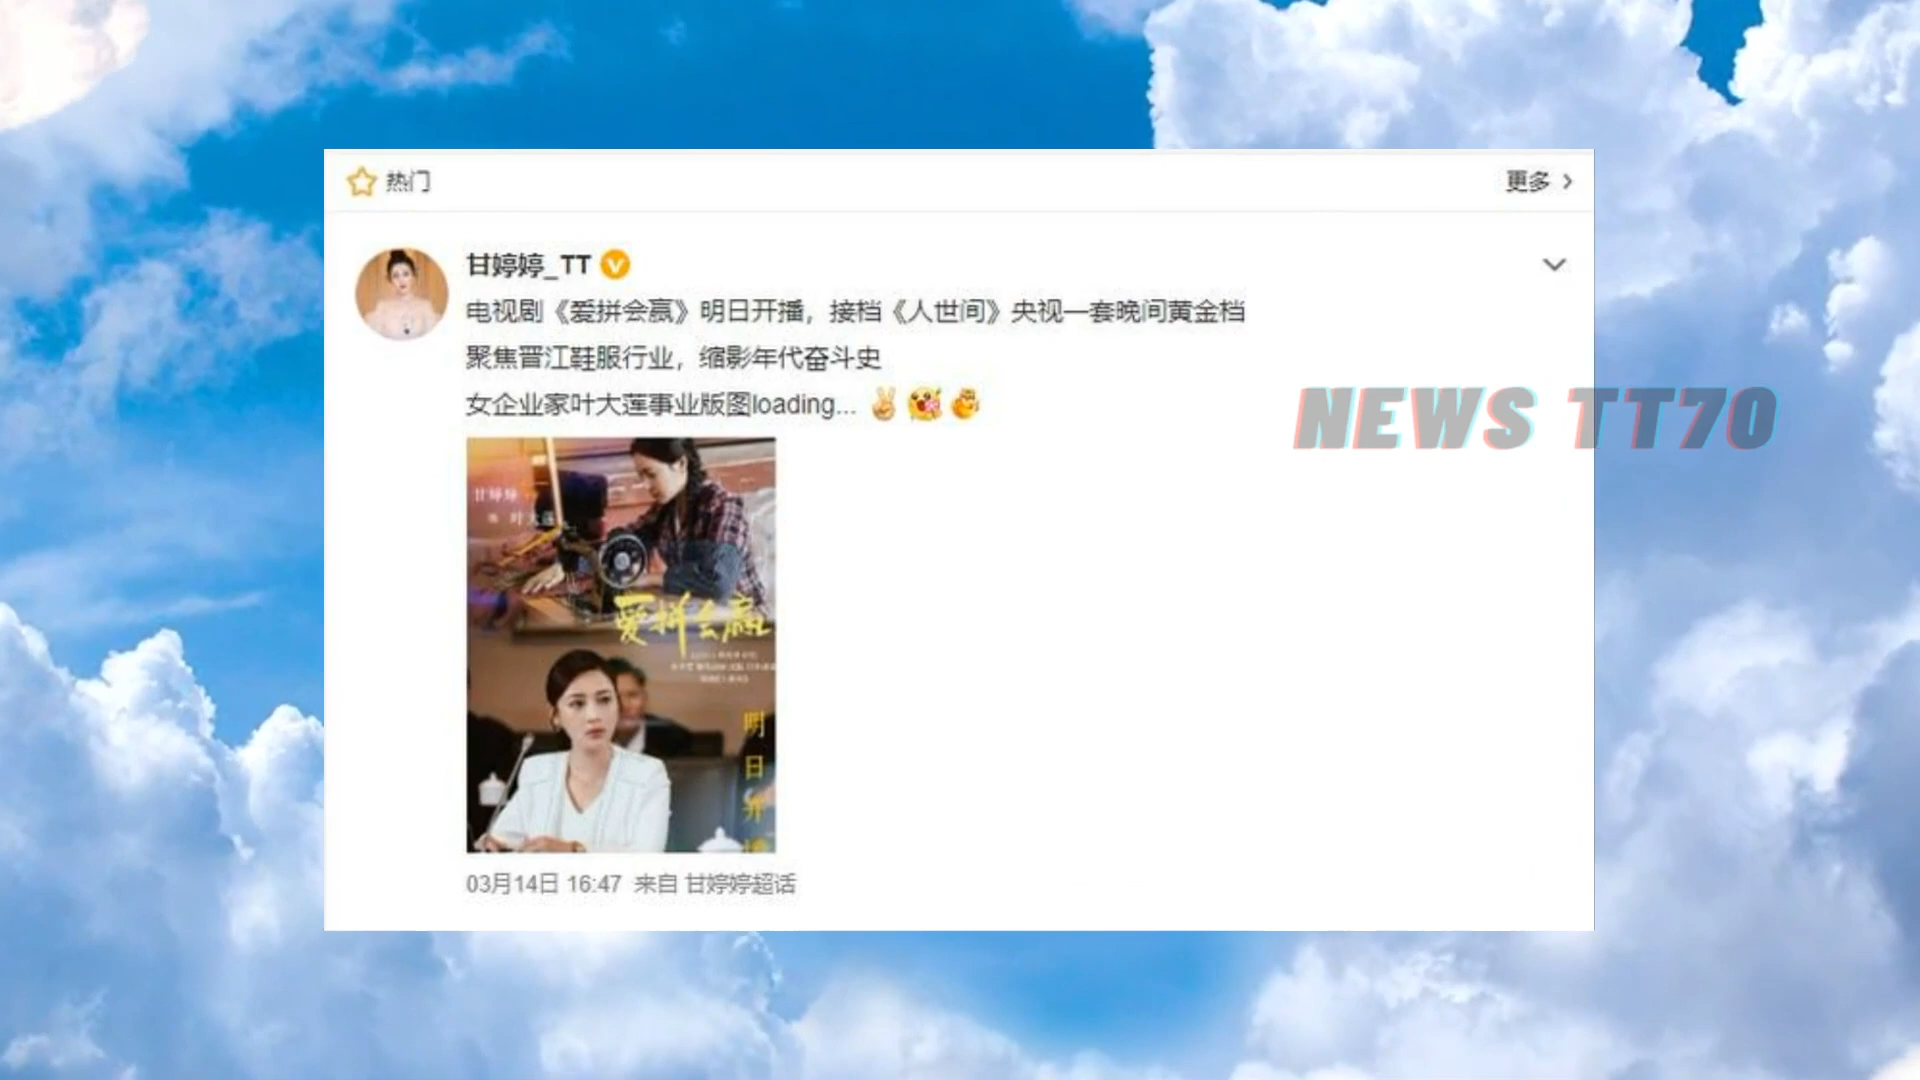 热门
更多
甘婷婷_TT
电视剧《爱拼会赢》明日开播，接档《人世间》央视一套晚间黄金档
聚焦晋江鞋服行业，缩影年代奋斗史
女企业家叶大莲事业版图loading...
NEWS TT70
甘婷婷
饰 叶大莲
爱拼会赢
明日开播
03月14日 16:47 来自 甘婷婷超话